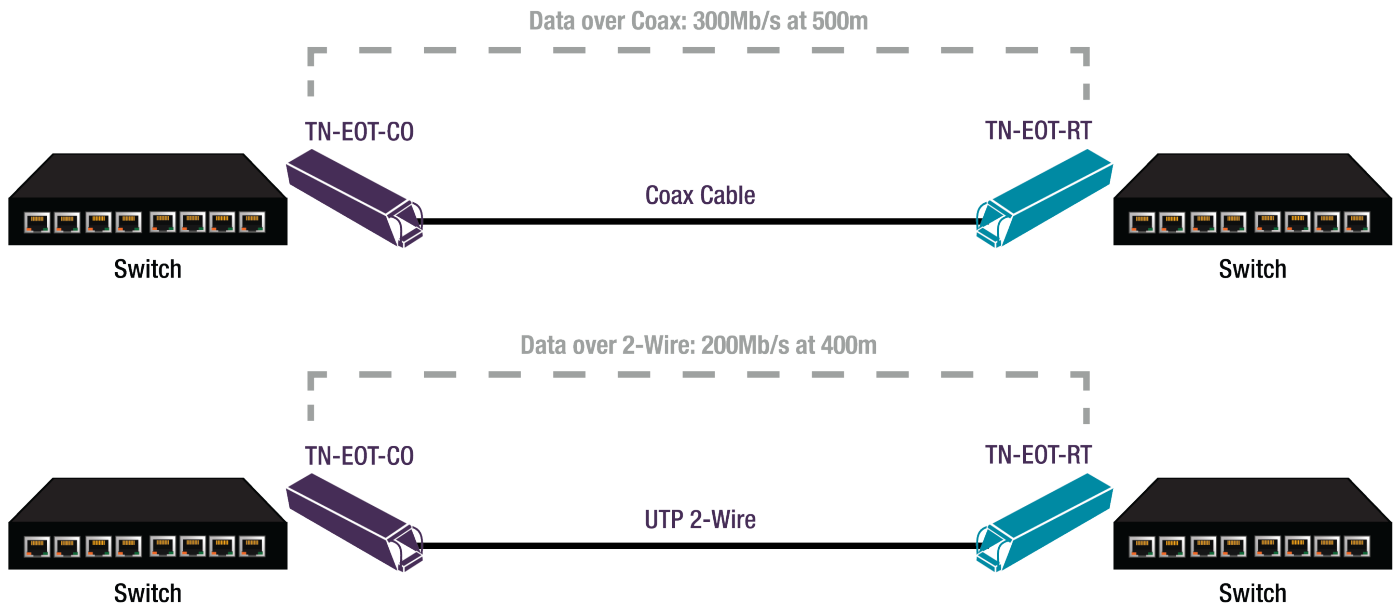 Data over Coax: 300Mb/s at 500m
TN-EOT-CO
TN-EOT-RT
Coax Cable
Switch
Switch
Data over 2-Wire: 200Mb/s at 400m
TN-EOT-CO
TN-EOT-RT
UTP 2-Wire
Switch
Switch